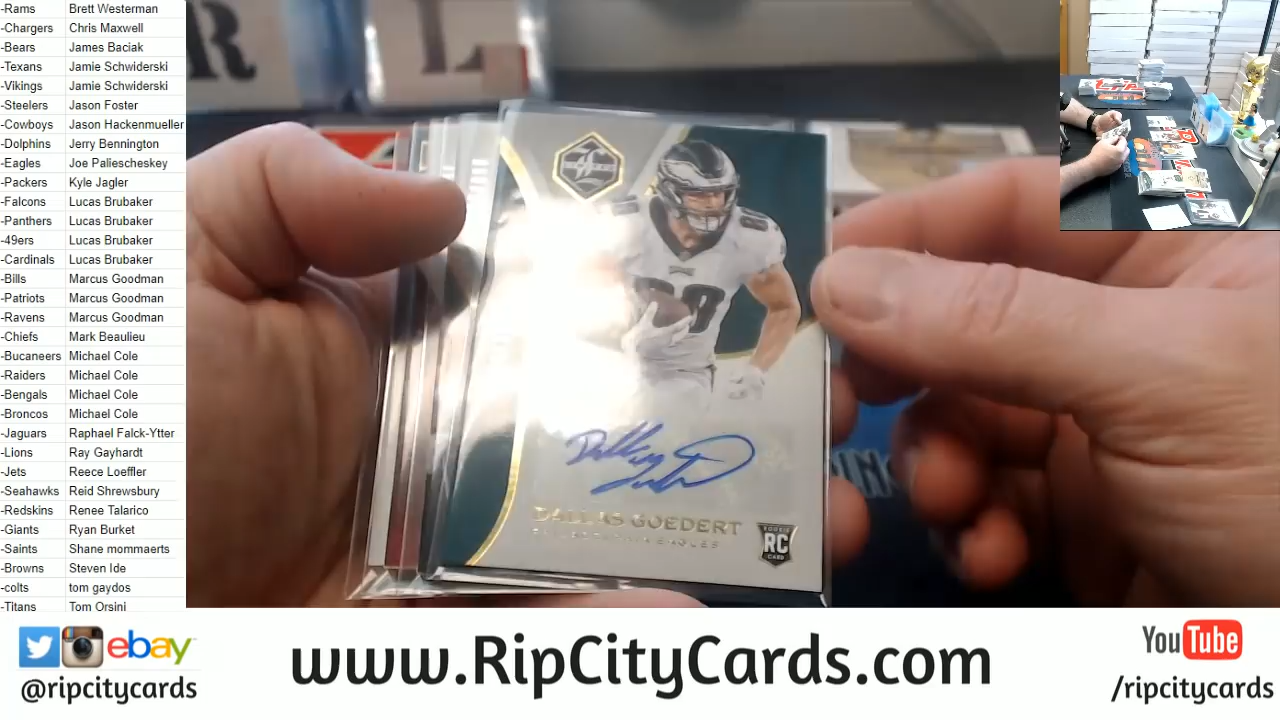 -Rams Brett Westerman
-Chargers Chris Maxwell
-Bears James Baciak
-Texans Jamie Schwiderski
-Vikings Jamie Schwiderski
-Steelers Jason Foster
-Cowboys Jason Hackenmueller
-Dolphins Jerry Bennington
-Eagles Joe Paliescheskey
-Packers Kyle Jagler
-Falcons Lucas Brubaker
-Panthers Lucas Brubaker
-49ers Lucas Brubaker
-Cardinals Lucas Brubaker
-Bills Marcus Goodman
-Patriots Marcus Goodman
-Ravens Marcus Goodman
-Chiefs Mark Beaulieu
-Bucaneers Michael Cole
-Raiders Michael Cole
-Bengals Michael Cole
-Broncos Michael Cole
-Jaguars Raphael Falck-Ytter
-Lions Ray Gayhardt
-Jets Reece Loeffler
-Seahawks Reid Shrewsbury
-Redskins Renee Talarico
-Giants Ryan Burket
-Saints Shane mommaerts
-Browns Steven Ide
-colts tom gaydos
-Titans Tom Orsini
DALLAS GOEDERT
ROOKIE
RC
CARD
ebay
@ripcitycards
www.RipCityCards.com
YouTube
/ripcitycards